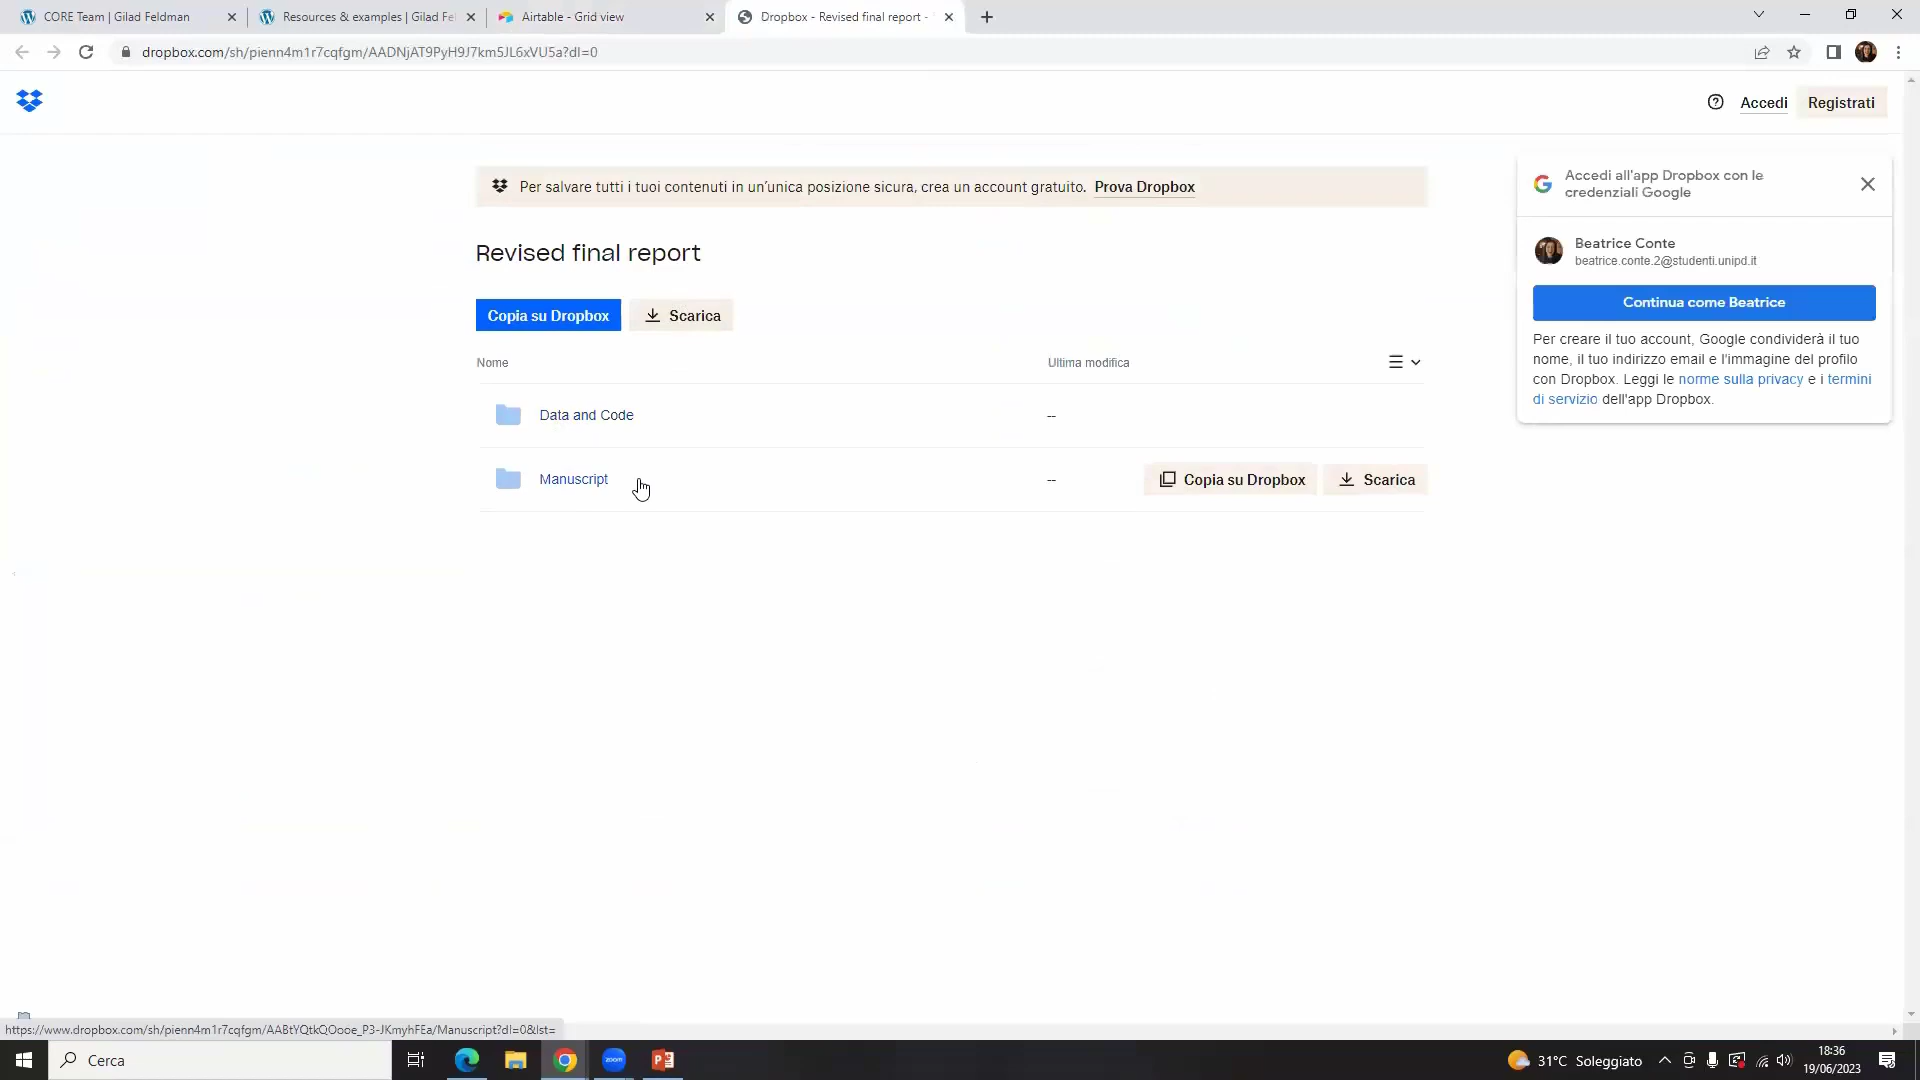 CORE Team | Gilad Feldman
Resources & examples | Gilad Fe
Airtable - Grid view
Dropbox - Revised final report -
dropbox.com/sh/pienn4m1r7cqfgm/AADNjAT9PyH9J7km5JL6xVU5a?dl=0
Accedi
Registrati
Per salvare tutti i tuoi contenuti in un'unica posizione sicura, crea un account gratuito. Prova Dropbox
Accedi all'app Dropbox con le
credenziali Google
Beatrice Conte
beatrice.conte.2@studenti.unipd.it
Continua come Beatrice
Per creare il tuo account, Google condividerà il tuo
nome, il tuo indirizzo email e l'immagine del profilo
con Dropbox. Leggi le norme sulla privacy e i termini
di servizio dell'app Dropbox.
Revised final report
Copia su Dropbox
Scarica
Nome
Ultima modifica
Data and Code
--
Manuscript
--
Copia su Dropbox
Scarica
https://www.dropbox.com/sh/pienn4m1r7cqfgm/AABtYQtkQOooe_P3-JKmyhFEa/Manuscript?dl=0&lst=
Cerca
zoom
31°C Soleggiato
18:36
19/06/2023